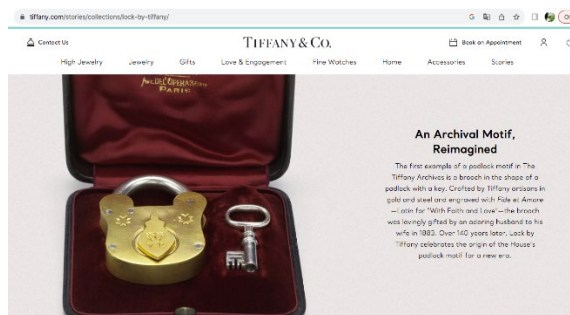 tiffany.com/stories/collections/lock-by-tiffany/
Contact Us
TIFFANY & CO.
Book an Appointment
High Jewelry Jewelry Gifts Love & Engagement Fine Watches Home Accessories Stories
PARIS
An Archival Motif,
Reimagined
The first example of a padlock motif in The
Tiffany Archives is a brooch in the shape of a
padlock with a key. Crafted by Tiffany artisans in
gold and steel and engraved with Fide et Amore
—Latin for "With Faith and Love"—the brooch
was lovingly gifted by an adoring husband to his
wife in 1883. Over 140 years later, Lock by
Tiffany celebrates the origin of the House's
padlock motif for a new era.